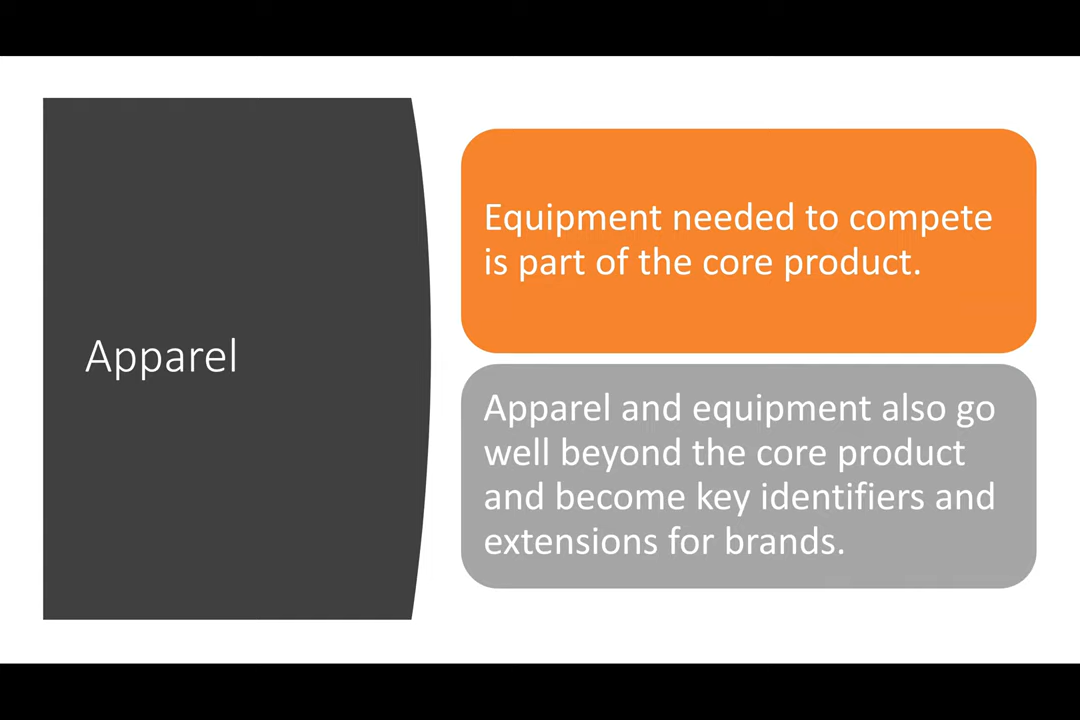 Apparel
Equipment needed to compete
is part of the core product.
Apparel and equipment also go
well beyond the core product
and become key identifiers and
extensions for brands.